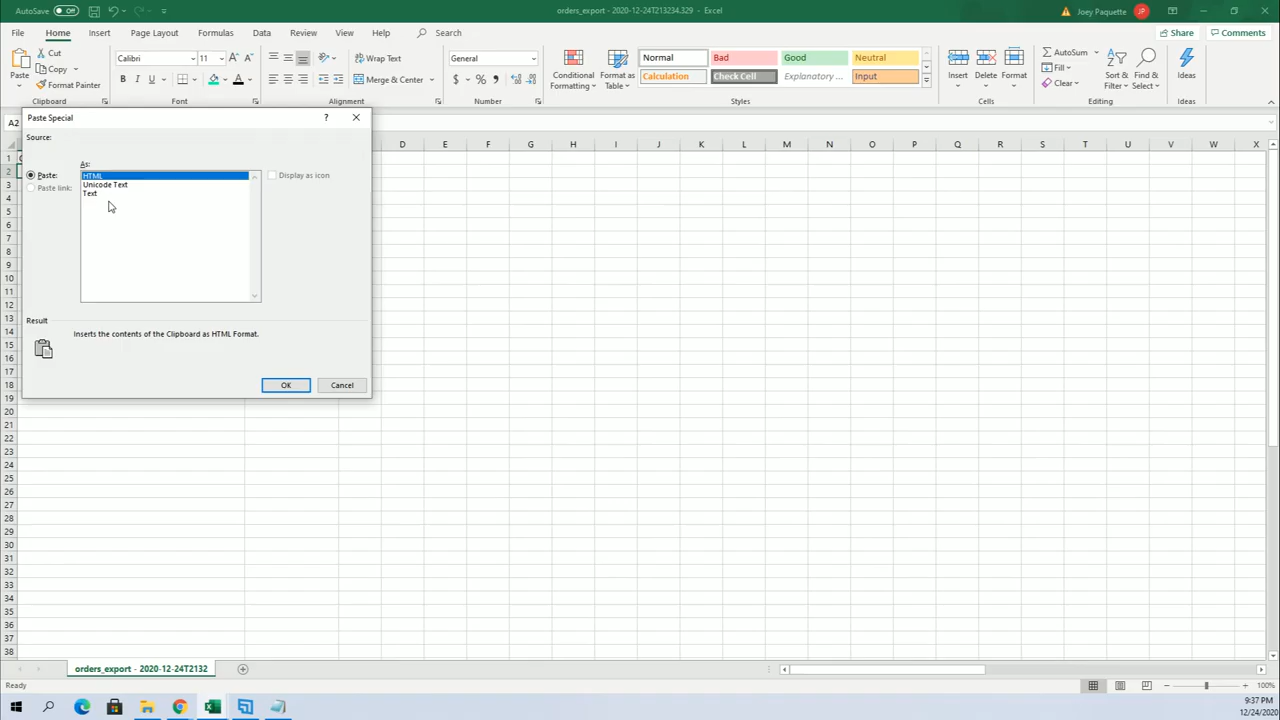 AutoSave Off
orders_export - 2020-12-24T213234.329 - Excel
Joey Paquette JP
File Home Insert Page Layout Formulas Data Review View Help Search
Share Comments
Paste
Cut
Copy
Format Painter
Clipboard
Calibri 11
B I U
Font
Wrap Text
Merge & Center
Alignment
General
$ % 9
Number
Conditional Formatting
Format as Table
Normal Bad Good Neutral
Calculation Check Cell Explanatory ... Input
Styles
Insert Delete Format
Cells
AutoSum
Fill
Clear
Sort & Filter
Find & Select
Editing
Ideas
Ideas
A2
Paste Special
? ×
Source:
As:
Paste:
Paste link:
HTML
Unicode Text
Text
Display as icon
Result
Inserts the contents of the Clipboard as HTML Format.
OK Cancel
D E F G H I J K L M N O P Q R S T U V W X
1
2
3
4
5
6
7
8
9
10
11
12
13
14
15
16
17
18
19
20
21
22
23
24
25
26
27
28
29
30
31
32
33
34
35
36
37
38
orders_export - 2020-12-24T2132
Ready
100%
9:37 PM
12/24/2020